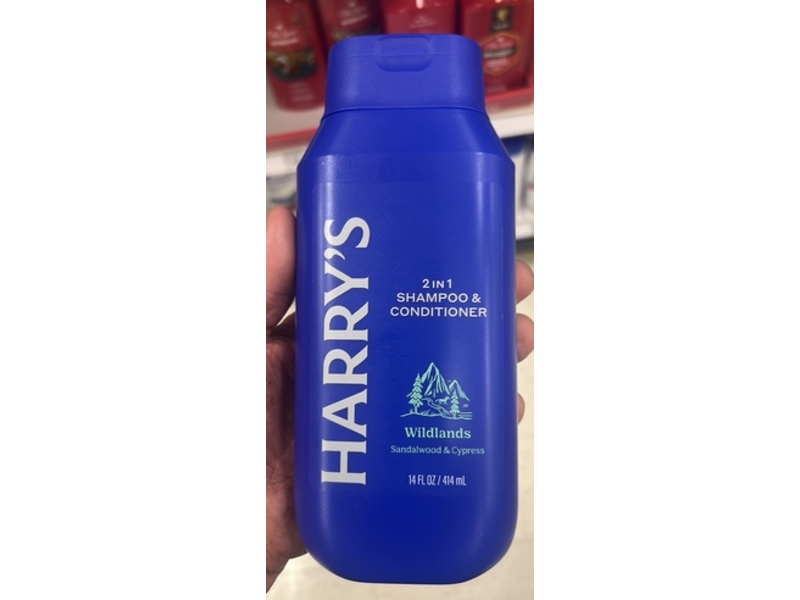 HARRY'S
2 IN 1
SHAMPOO &
CONDITIONER
Wildlands
Sandalwood & Cypress
14 FL OZ / 414 mL